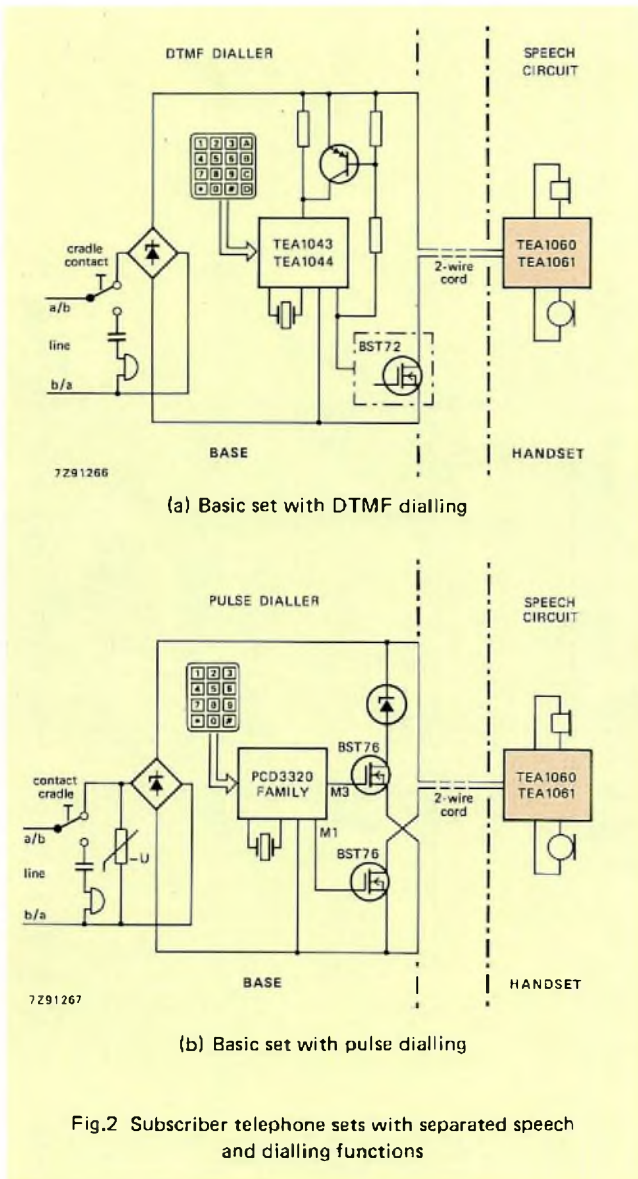 DTMF DIALLER
SPEECH
CIRCUIT
1 2 3 A
4 5 6 B
7 8 9 C
* 0 # D
cradle
contact
a/b
line
b/a
TEA1043
TEA1044
BST72
2-wire
cord
TEA1060
TEA1061
BASE
HANDSET
7Z91266
(a) Basic set with DTMF dialling
PULSE DIALLER
SPEECH
CIRCUIT
1 2 3
4 5 6
7 8 9
* 0 #
contact
cradle
a/b
line
b/a
-U
PCD3320
FAMILY
M3
M1
BST76
BST76
2-wire
cord
TEA1060
TEA1061
BASE
HANDSET
7Z91267
(b) Basic set with pulse dialling
Fig.2 Subscriber telephone sets with separated speech
and dialling functions